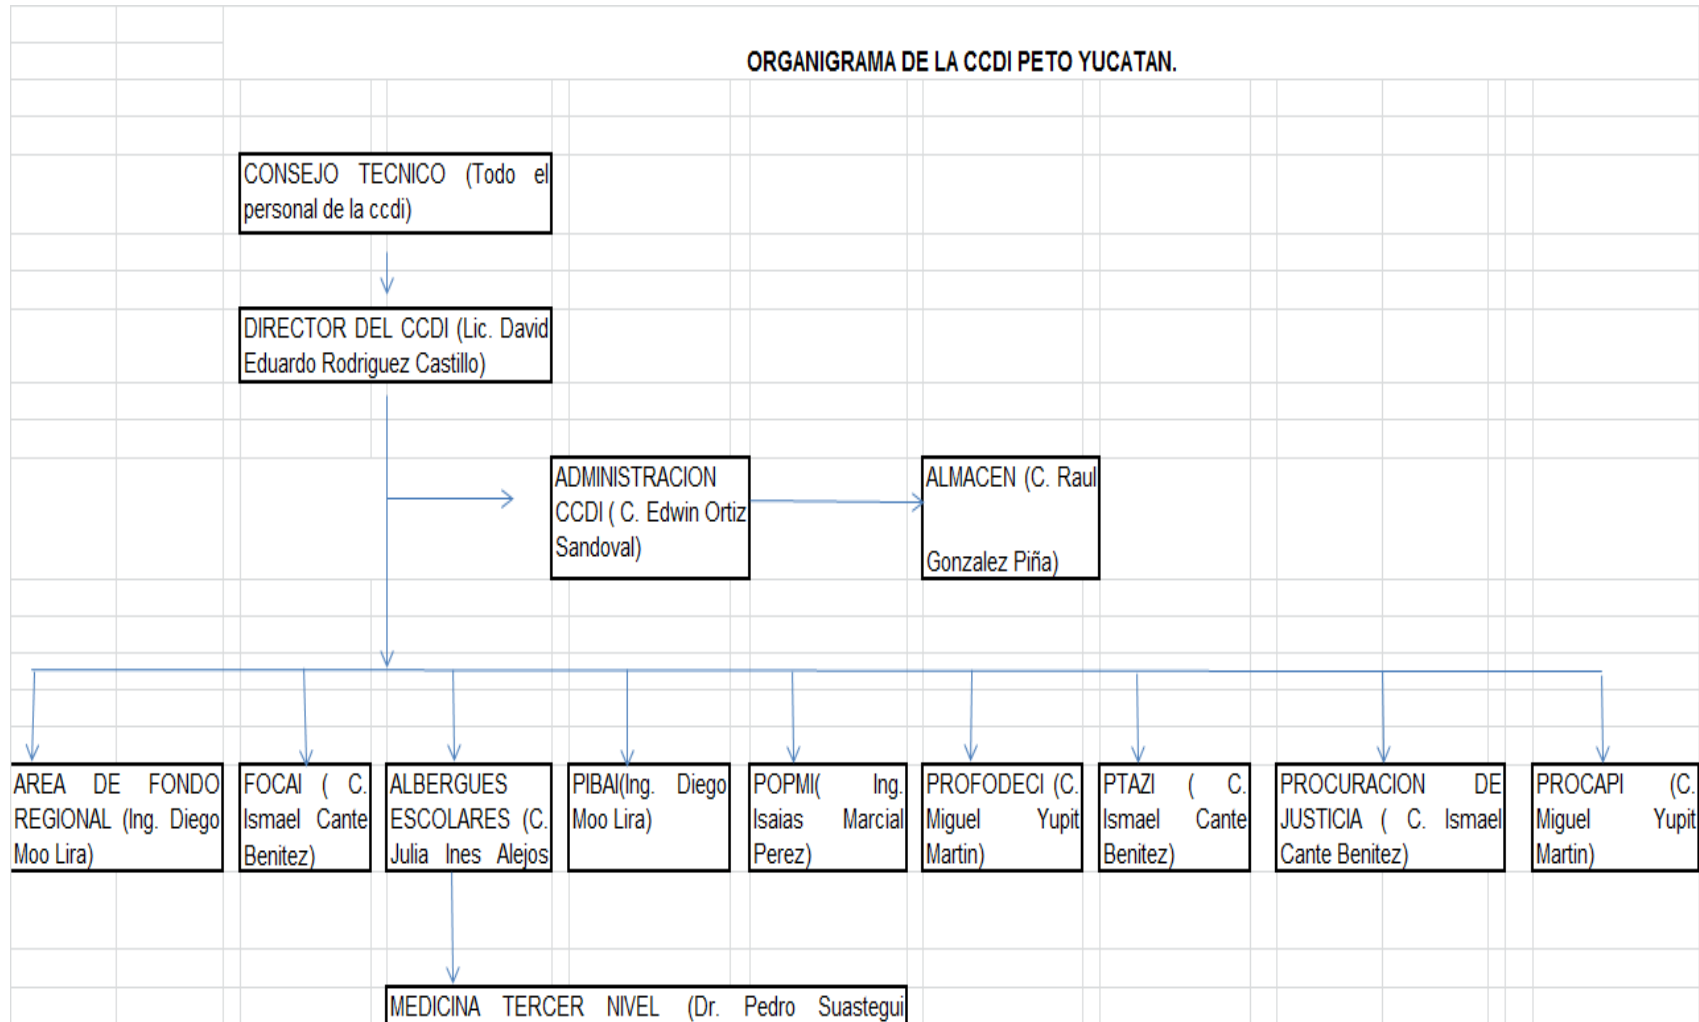 ORGANIGRAMA DE LA CCDI PETO YUCATAN.
CONSEJO TECNICO (Todo el
personal de la ccdi)
DIRECTOR DEL CCDI (Lic. David
Eduardo Rodriguez Castillo)
ADMINISTRACION
CCDI ( C. Edwin Ortiz
Sandoval)
ALMACEN (C. Raul
Gonzalez Piña)
AREA DE FONDO
REGIONAL (Ing. Diego
Moo Lira)
FOCAI ( C.
Ismael Cante
Benitez)
ALBERGUES
ESCOLARES (C.
Julia Ines Alejos
PIBAI(Ing. Diego
Moo Lira)
POPMI( Ing.
Isaias Marcial
Perez)
PROFODECI (C.
Miguel Yupit
Martin)
PTAZI ( C.
Ismael Cante
Benitez)
PROCURACION DE
JUSTICIA ( C. Ismael
Cante Benitez)
PROCAPI (C.
Miguel Yupit
Martin)
MEDICINA TERCER NIVEL (Dr. Pedro Suastegui